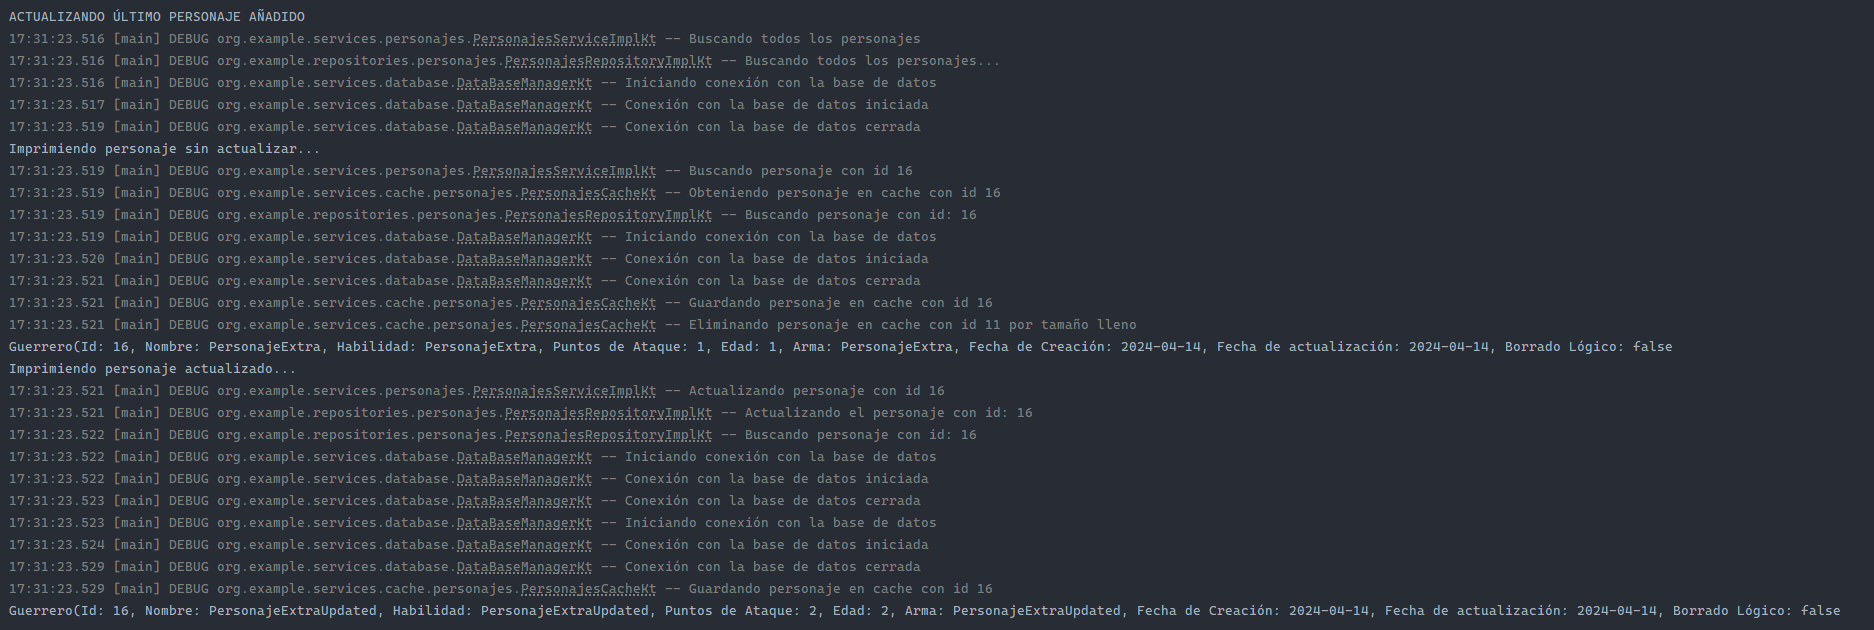 ACTUALIZANDO ÚLTIMO PERSONAJE AÑADIDO
17:31:23.516 [main] DEBUG org.example.services.personajes.PersonajesServiceImplKt -- Buscando todos los personajes
17:31:23.516 [main] DEBUG org.example.repositories.personajes.PersonajesRepositoryImplKt -- Buscando todos los personajes...
17:31:23.516 [main] DEBUG org.example.services.database.DataBaseManagerKt -- Iniciando conexión con la base de datos
17:31:23.517 [main] DEBUG org.example.services.database.DataBaseManagerKt -- Conexión con la base de datos iniciada
17:31:23.519 [main] DEBUG org.example.services.database.DataBaseManagerKt -- Conexión con la base de datos cerrada
Imprimiendo personaje sin actualizar...
17:31:23.519 [main] DEBUG org.example.services.personajes.PersonajesServiceImplKt -- Buscando personaje con id 16
17:31:23.519 [main] DEBUG org.example.services.cache.personajes.PersonajesCacheKt -- Obteniendo personaje en cache con id 16
17:31:23.519 [main] DEBUG org.example.repositories.personajes.PersonajesRepositoryImplKt -- Buscando personaje con id: 16
17:31:23.519 [main] DEBUG org.example.services.database.DataBaseManagerKt -- Iniciando conexión con la base de datos
17:31:23.520 [main] DEBUG org.example.services.database.DataBaseManagerKt -- Conexión con la base de datos iniciada
17:31:23.521 [main] DEBUG org.example.services.database.DataBaseManagerKt -- Conexión con la base de datos cerrada
17:31:23.521 [main] DEBUG org.example.services.cache.personajes.PersonajesCacheKt -- Guardando personaje en cache con id 16
17:31:23.521 [main] DEBUG org.example.services.cache.personajes.PersonajesCacheKt -- Eliminando personaje en cache con id 11 por tamaño lleno
Guerrero(Id: 16, Nombre: PersonajeExtra, Habilidad: PersonajeExtra, Puntos de Ataque: 1, Edad: 1, Arma: PersonajeExtra, Fecha de Creación: 2024-04-14, Fecha de actualización: 2024-04-14, Borrado Lógico: false
Imprimiendo personaje actualizado...
17:31:23.521 [main] DEBUG org.example.services.personajes.PersonajesServiceImplKt -- Actualizando personaje con id 16
17:31:23.521 [main] DEBUG org.example.repositories.personajes.PersonajesRepositoryImplKt -- Actualizando el personaje con id: 16
17:31:23.522 [main] DEBUG org.example.repositories.personajes.PersonajesRepositoryImplKt -- Buscando personaje con id: 16
17:31:23.522 [main] DEBUG org.example.services.database.DataBaseManagerKt -- Iniciando conexión con la base de datos
17:31:23.522 [main] DEBUG org.example.services.database.DataBaseManagerKt -- Conexión con la base de datos iniciada
17:31:23.523 [main] DEBUG org.example.services.database.DataBaseManagerKt -- Conexión con la base de datos cerrada
17:31:23.523 [main] DEBUG org.example.services.database.DataBaseManagerKt -- Iniciando conexión con la base de datos
17:31:23.524 [main] DEBUG org.example.services.database.DataBaseManagerKt -- Conexión con la base de datos iniciada
17:31:23.529 [main] DEBUG org.example.services.database.DataBaseManagerKt -- Conexión con la base de datos cerrada
17:31:23.529 [main] DEBUG org.example.services.cache.personajes.PersonajesCacheKt -- Guardando personaje en cache con id 16
Guerrero(Id: 16, Nombre: PersonajeExtraUpdated, Habilidad: PersonajeExtraUpdated, Puntos de Ataque: 2, Edad: 2, Arma: PersonajeExtraUpdated, Fecha de Creación: 2024-04-14, Fecha de actualización: 2024-04-14, Borrado Lógico: false